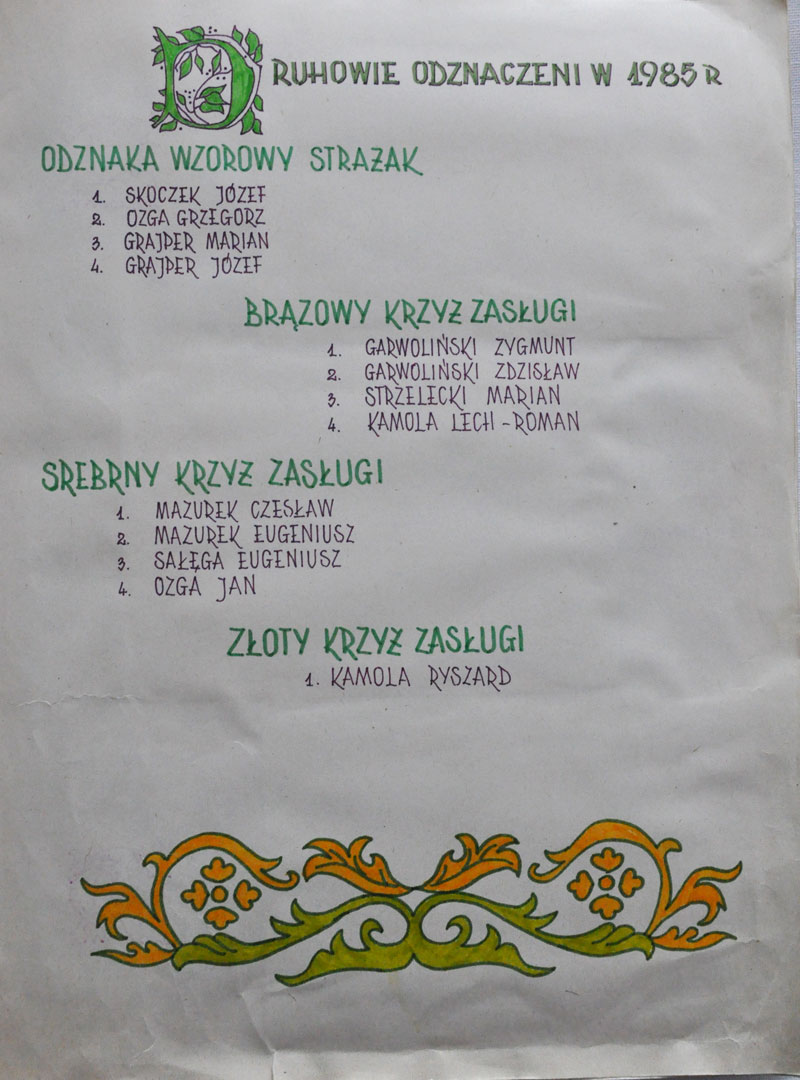 DRUHOWIE ODZNACZENI W 1985 R
ODZNAKA WZOROWY STRAŻAK
1. SKOCZEK JÓZEF
2. OZGA GRZEGORZ
3. GRAJPER MARIAN
4. GRAJPER JÓZEF
BRĄZOWY KRZYŻ ZASŁUGI
1. GARWOLIŃSKI ZYGMUNT
2. GARWOLIŃSKI ZDZISŁAW
3. STRZELECKI MARIAN
4. KAMOLA LECH-ROMAN
SREBRNY KRZYŻ ZASŁUGI
1. MAZUREK CZESŁAW
2. MAZUREK EUGENIUSZ
3. SAŁĘGA EUGENIUSZ
4. OZGA JAN
ZŁOTY KRZYŻ ZASŁUGI
1. KAMOLA RYSZARD